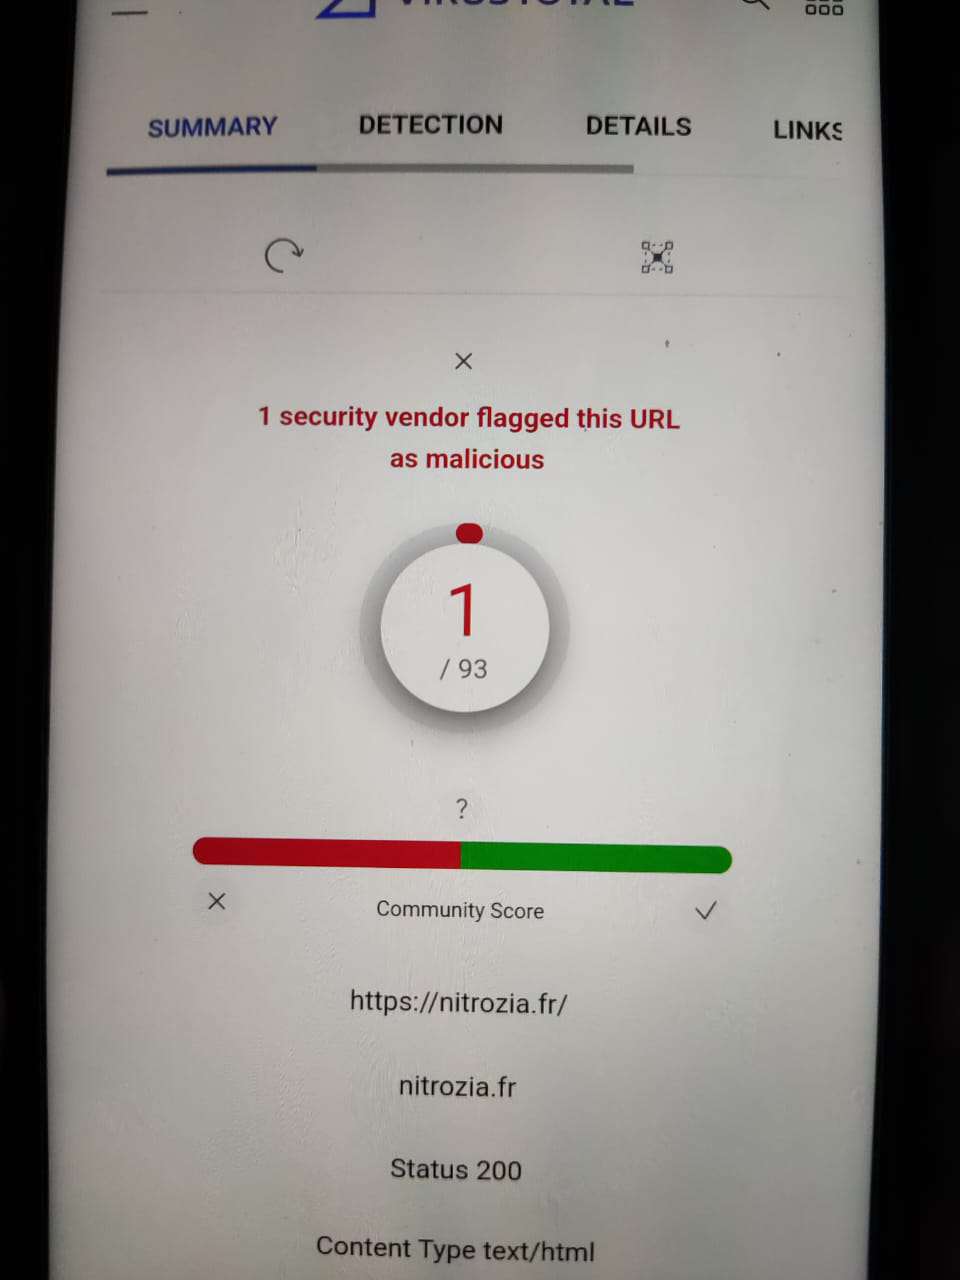 VIRUSTOTAL
SUMMARY DETECTION DETAILS LINKS
1 security vendor flagged this URL
as malicious
1
/ 93
?
Community Score
https://nitrozia.fr/
nitrozia.fr
Status 200
Content Type text/html